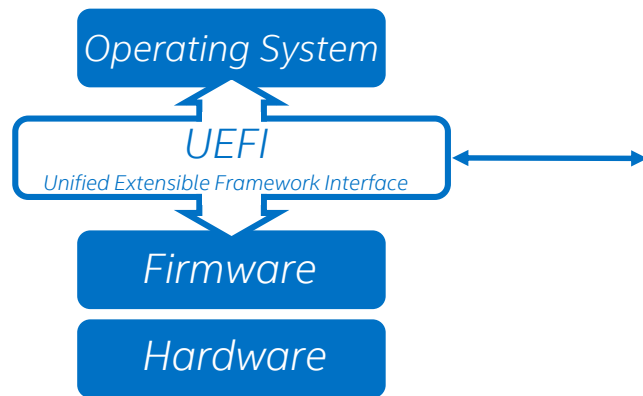 Operating System
UEFI
Unified Extensible Framework Interface
Firmware
Hardware